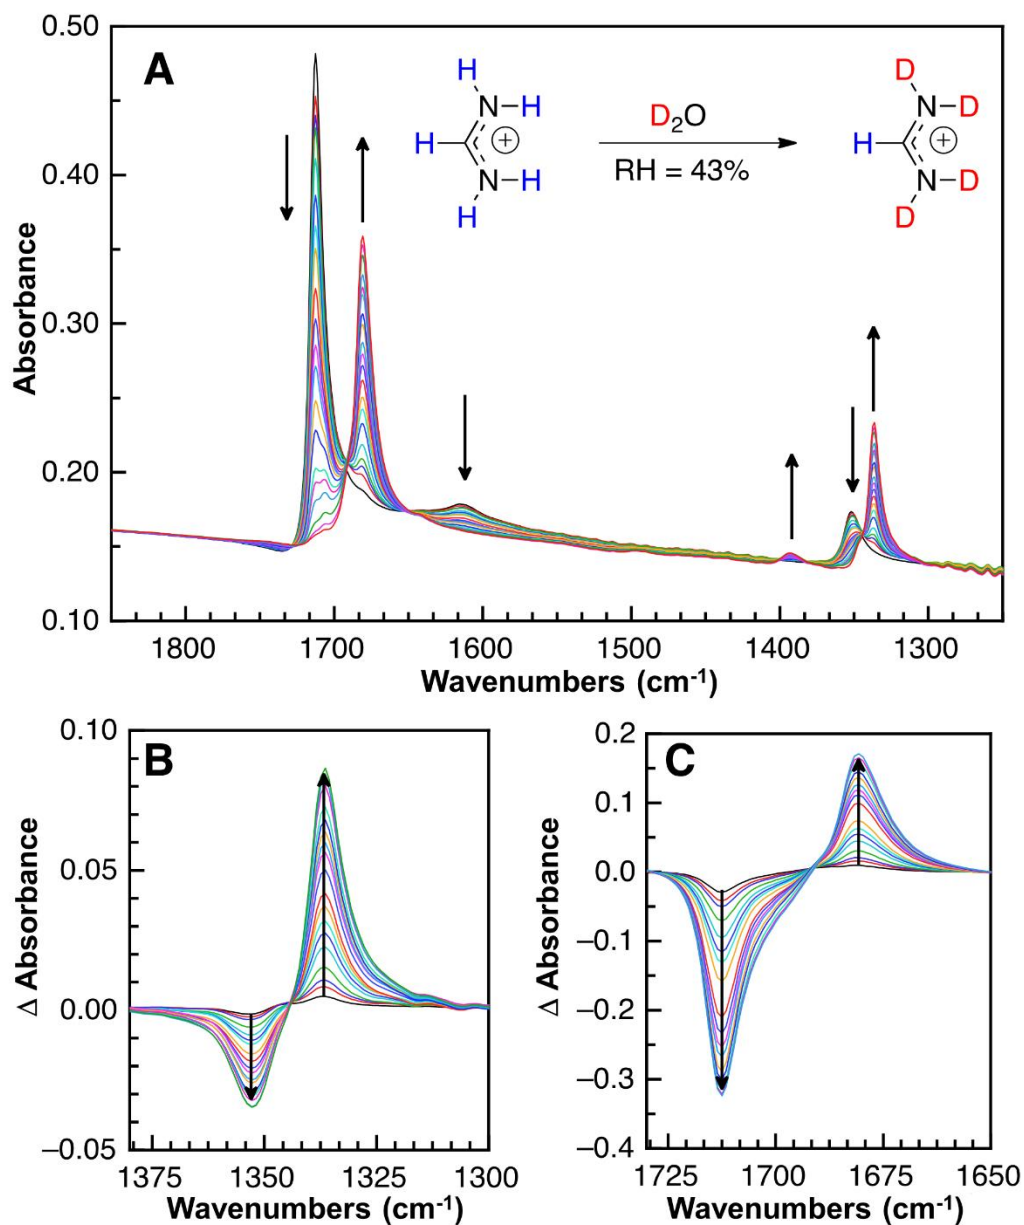 A
0.50
0.40
0.30
0.20
0.10
Absorbance
H
N
H
H
+
N
H
H
D2O
RH = 43%
D
N
D
H
+
N
D
D
1800
1700
1600
1500
1400
1300
Wavenumbers (cm-1)
B
0.10
0.05
0.00
−0.05
Δ Absorbance
1375
1350
1325
1300
Wavenumbers (cm-1)
C
0.2
0.1
0.0
−0.1
−0.2
−0.3
−0.4
Δ Absorbance
1725
1700
1675
1650
Wavenumbers (cm-1)